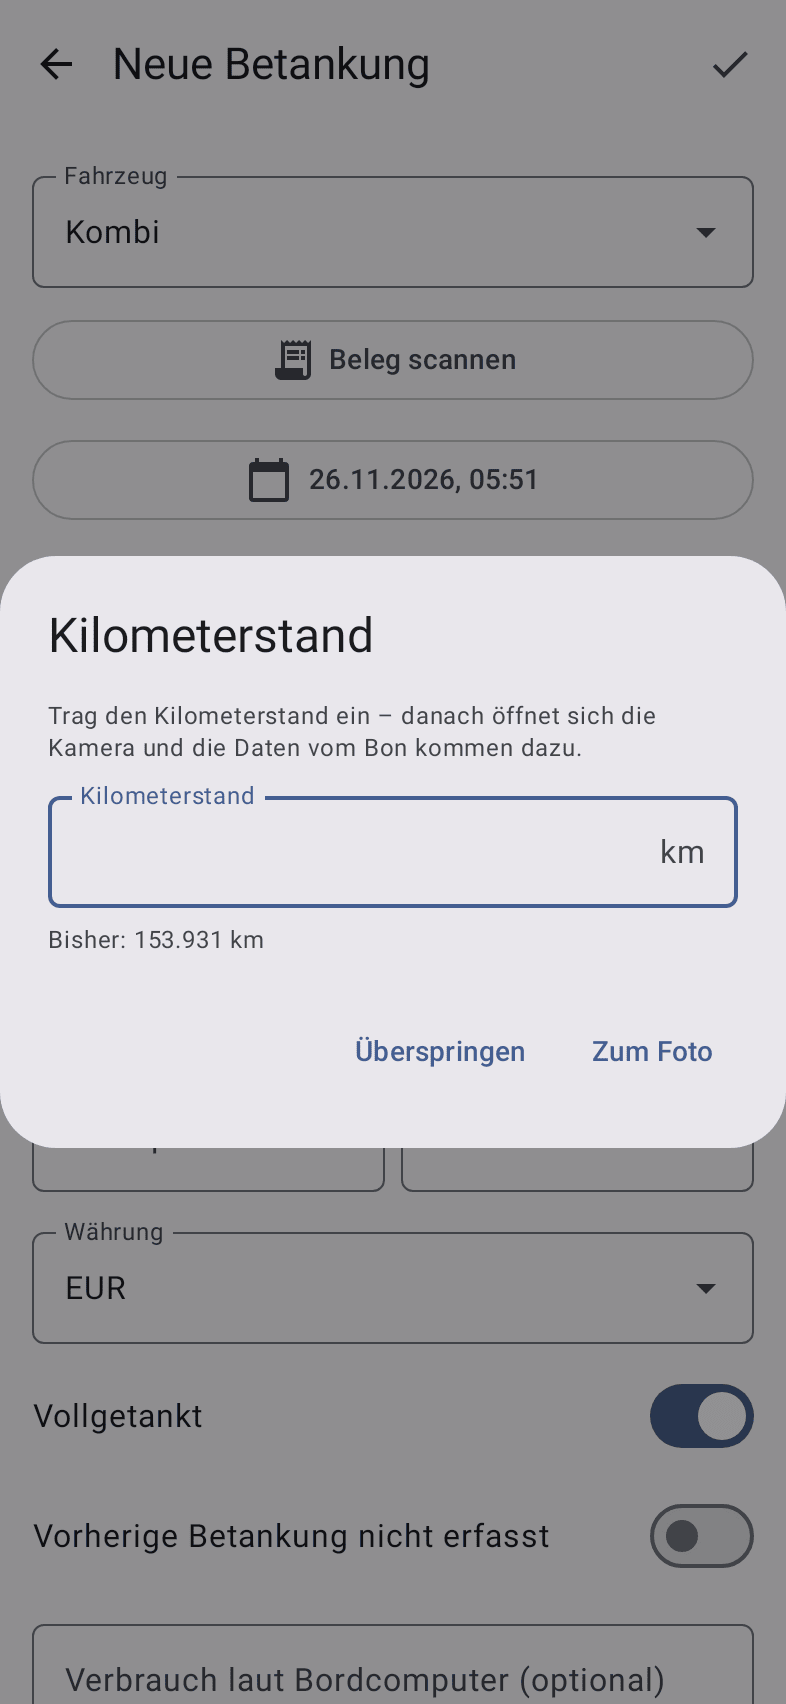 Neue Betankung
Fahrzeug
Kombi
Beleg scannen
26.11.2026, 05:51
Kilometerstand
Trag den Kilometerstand ein – danach öffnet sich die
Kamera und die Daten vom Bon kommen dazu.
Kilometerstand
km
Bisher: 153.931 km
Überspringen
Zum Foto
Währung
EUR
Vollgetankt
Vorherige Betankung nicht erfasst
Verbrauch laut Bordcomputer (optional)